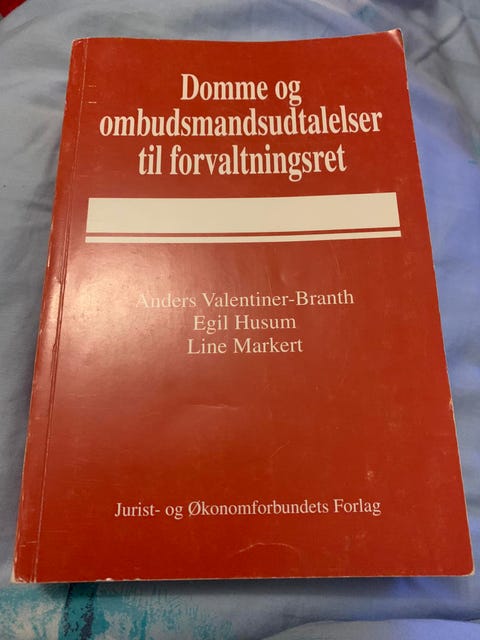 Domme og
ombudsmandsudtalelser
til forvaltningsret
Anders Valentiner-Branth
Egil Husum
Line Markert
Jurist- og Økonomforbundets Forlag